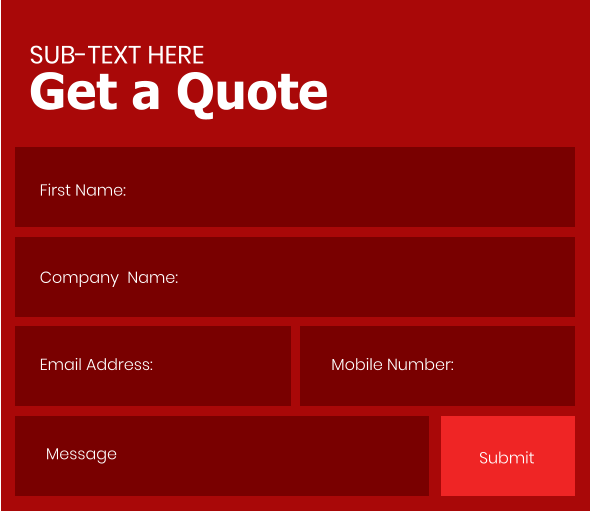 SUB-TEXT HERE
Get a Quote
First Name:
Company  Name:
Email Address:
Mobile Number:
Message
Submit